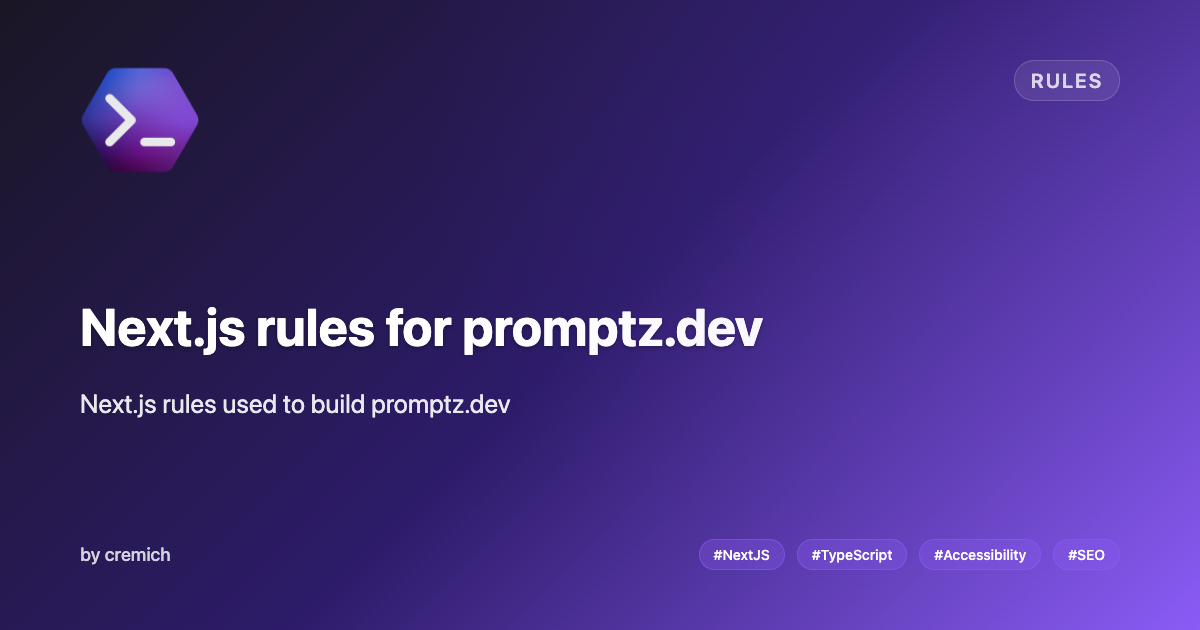 RULES
Next.js rules for promptz.dev
Next.js rules used to build promptz.dev
by cremich
#NextJS #TypeScript #Accessibility #SEO